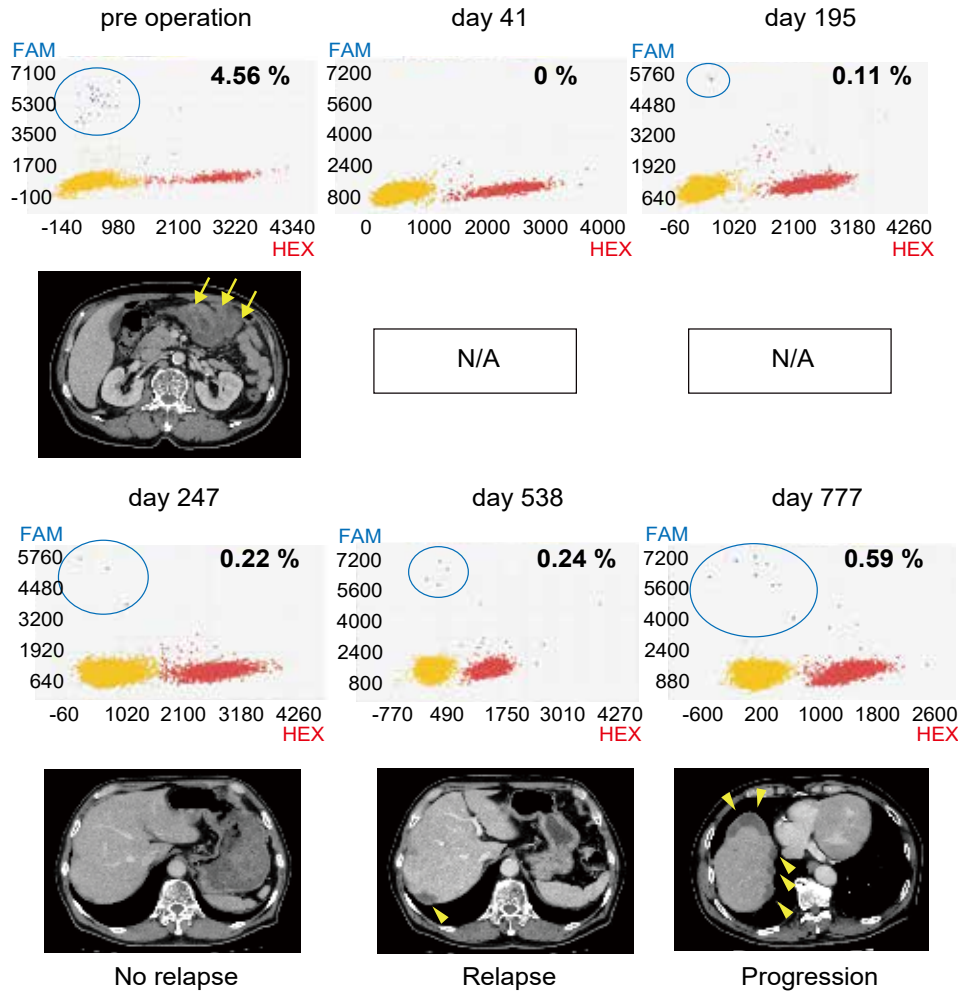 pre operation
day 41
day 195
FAM
7100
5300
3500
1700
-100
4.56 %
-140 980 2100 3220 4340
HEX
FAM
7200
5600
4000
2400
800
0 %
0 1000 2000 3000 4000
HEX
FAM
5760
4480
3200
1920
640
0.11 %
-60 1020 2100 3180 4260
HEX
N/A
N/A
day 247
day 538
day 777
FAM
5760
4480
3200
1920
640
0.22 %
-60 1020 2100 3180 4260
HEX
FAM
7200
5600
4000
2400
800
0.24 %
-770 490 1750 3010 4270
HEX
FAM
7200
5600
4000
2400
880
0.59 %
-600 200 1000 1800 2600
HEX
No relapse
Relapse
Progression